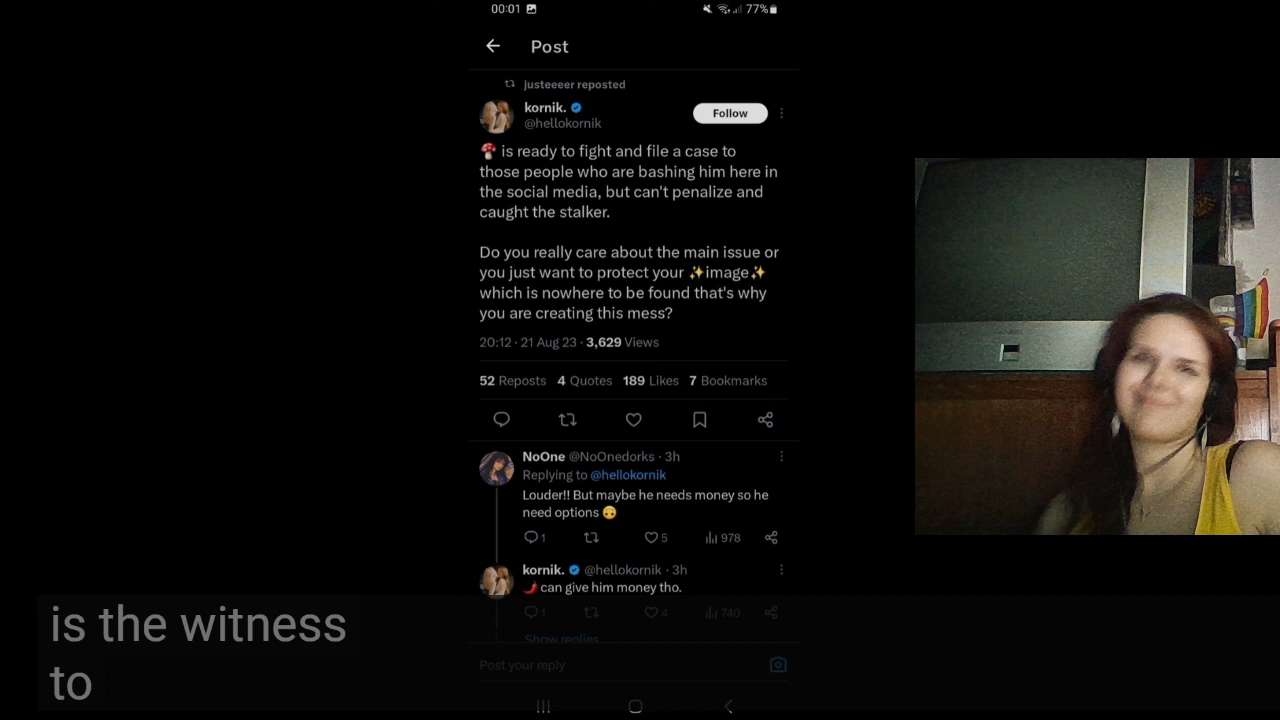 00:01
77%
Post
justeeeer reposted
kornik.
Follow
@hellokornik
🍄 is ready to fight and file a case to
those people who are bashing him here in
the social media, but can't penalize and
caught the stalker.
Do you really care about the main issue or
you just want to protect your ✨image✨
which is nowhere to be found that's why
you are creating this mess?
20:12 · 21 Aug 23 · 3,629 Views
52 Reposts 4 Quotes 189 Likes 7 Bookmarks
NoOne @NoOnedorks · 3h
Replying to @hellokornik
Louder!! But maybe he needs money so he
need options 🙃
1 5 978
kornik. @hellokornik · 3h
🌶️ can give him money tho.
1 4 740
Show replies
Post your reply
is the witness
to